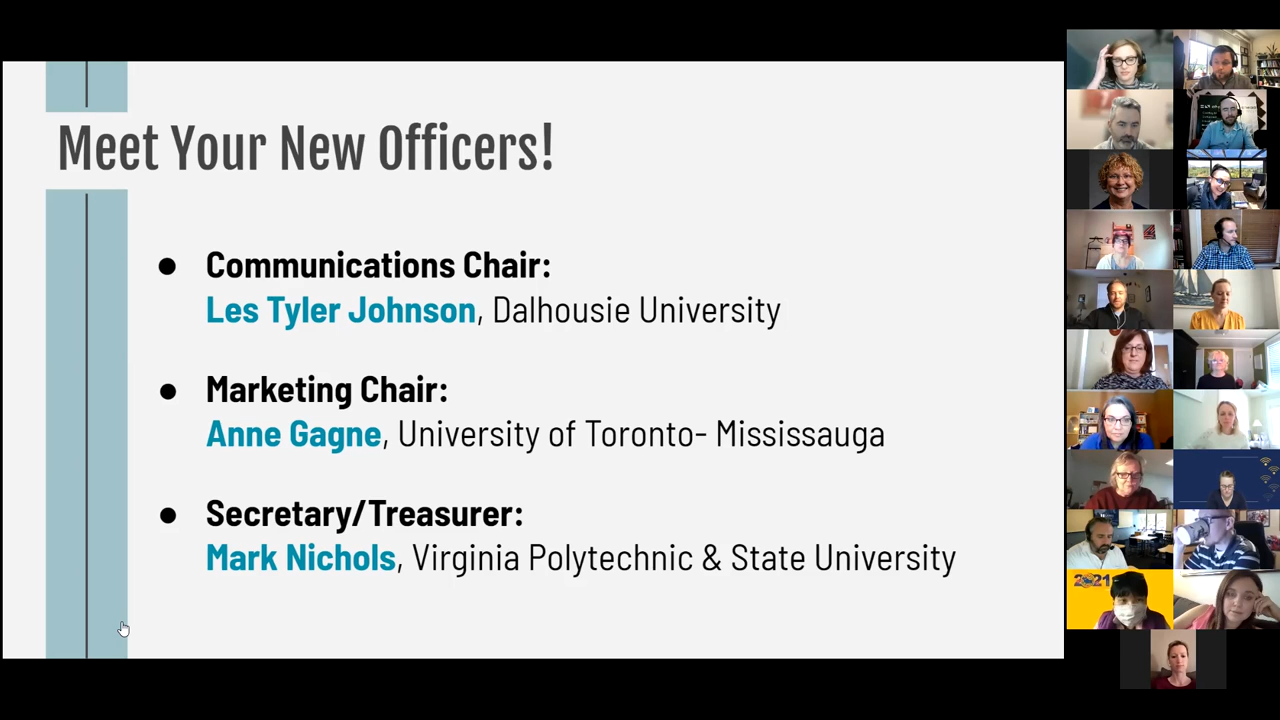 Meet Your New Officers!
● Communications Chair:
Les Tyler Johnson, Dalhousie University
● Marketing Chair:
Anne Gagne, University of Toronto- Mississauga
● Secretary/Treasurer:
Mark Nichols, Virginia Polytechnic & State University
2021